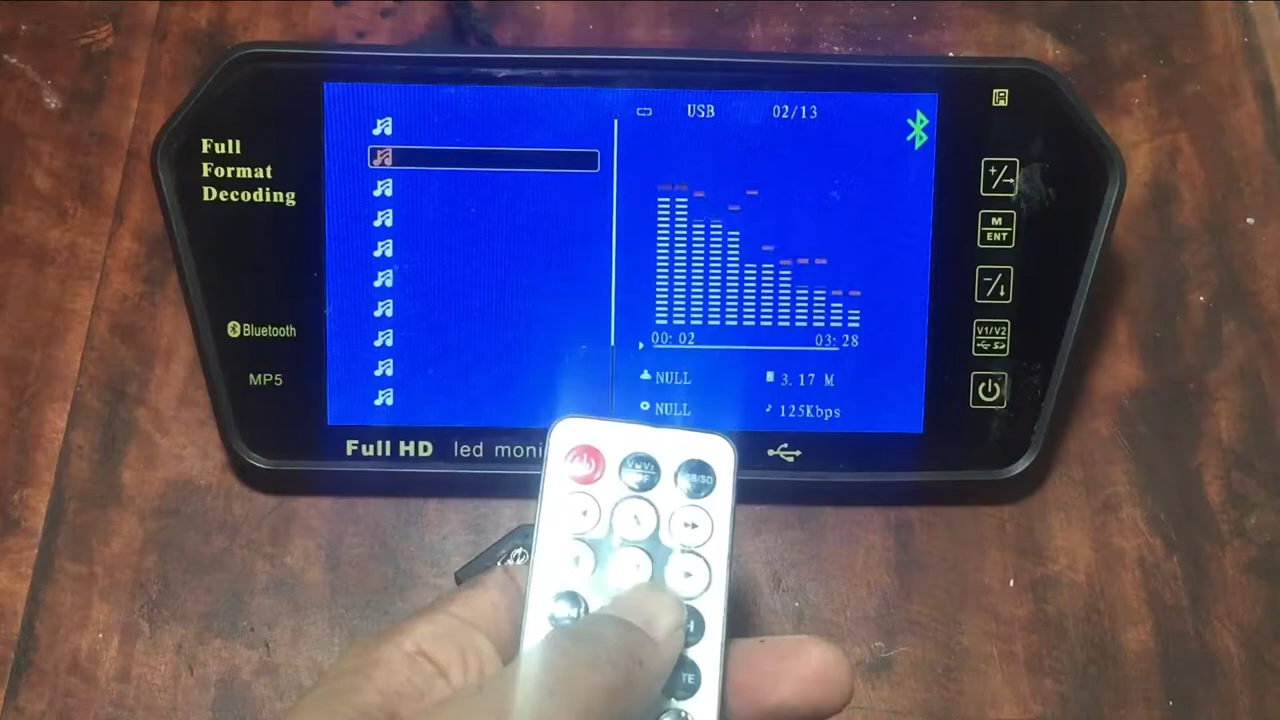 Full
Format
Decoding
Bluetooth
MP5
USB 02/13
00:02 03:28
NULL 3.17 M
NULL 125Kbps
+/→
M
ENT
-/↓
V1/V2
Full HD led moni